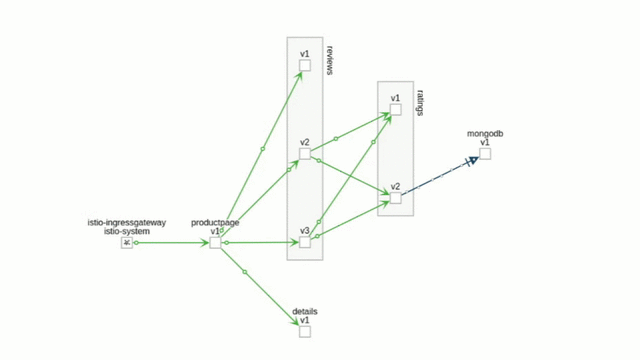 v1
reviews
v1
ratings
v2
mongodb
v1
v2
istio-ingressgateway
istio-system
productpage
v1
v3
details
v1